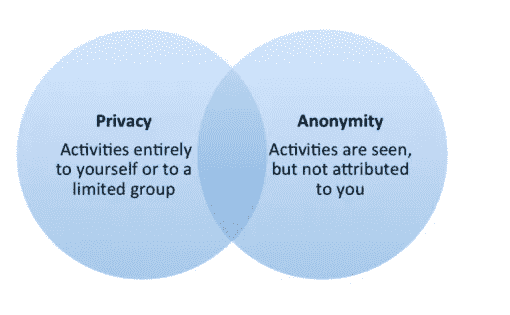 Privacy
Activities entirely
to yourself or to a
limited group
Anonymity
Activities are seen,
but not attributed
to you